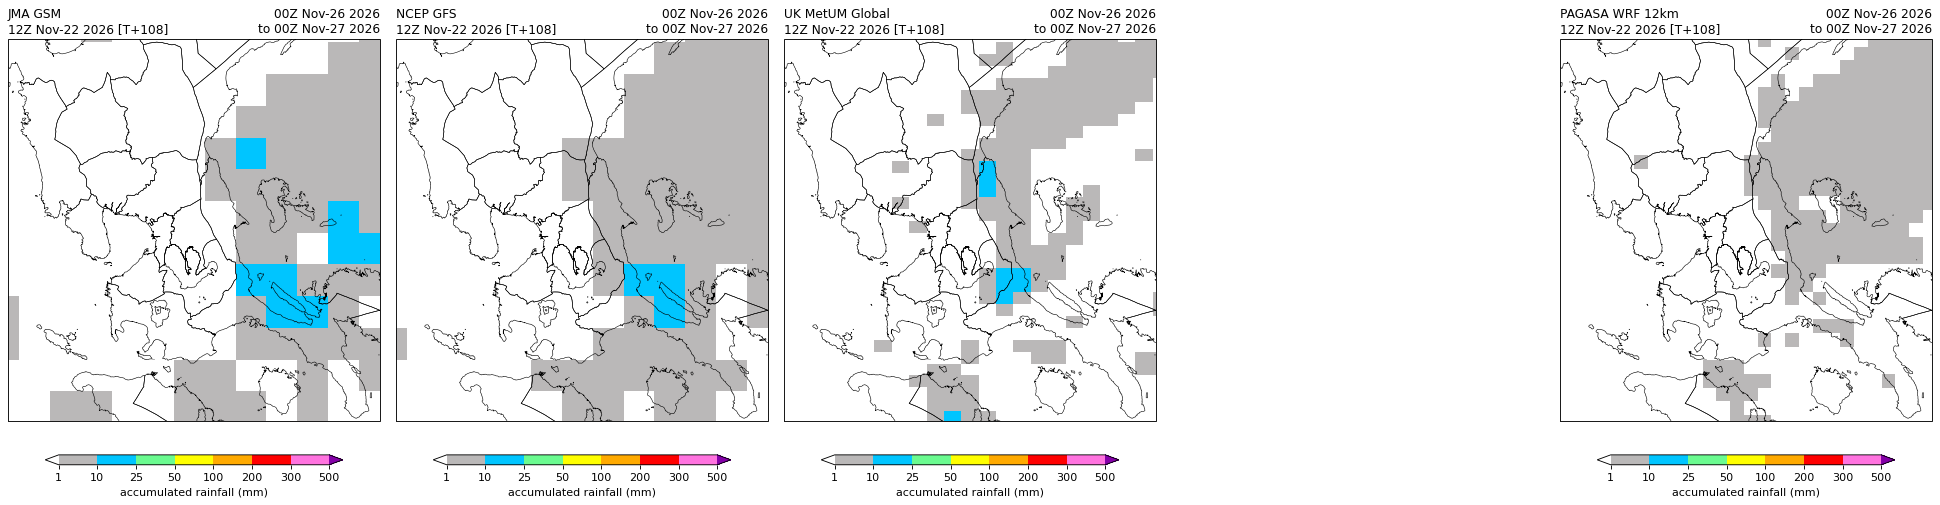 JMA GSM 00Z Nov-26 2026
12Z Nov-22 2026 [T+108] to 00Z Nov-27 2026
1 10 25 50 100 200 300 500
accumulated rainfall (mm)
NCEP GFS 00Z Nov-26 2026
12Z Nov-22 2026 [T+108] to 00Z Nov-27 2026
1 10 25 50 100 200 300 500
accumulated rainfall (mm)
UK MetUM Global 00Z Nov-26 2026
12Z Nov-22 2026 [T+108] to 00Z Nov-27 2026
1 10 25 50 100 200 300 500
accumulated rainfall (mm)
PAGASA WRF 12km 00Z Nov-26 2026
12Z Nov-22 2026 [T+108] to 00Z Nov-27 2026
1 10 25 50 100 200 300 500
accumulated rainfall (mm)